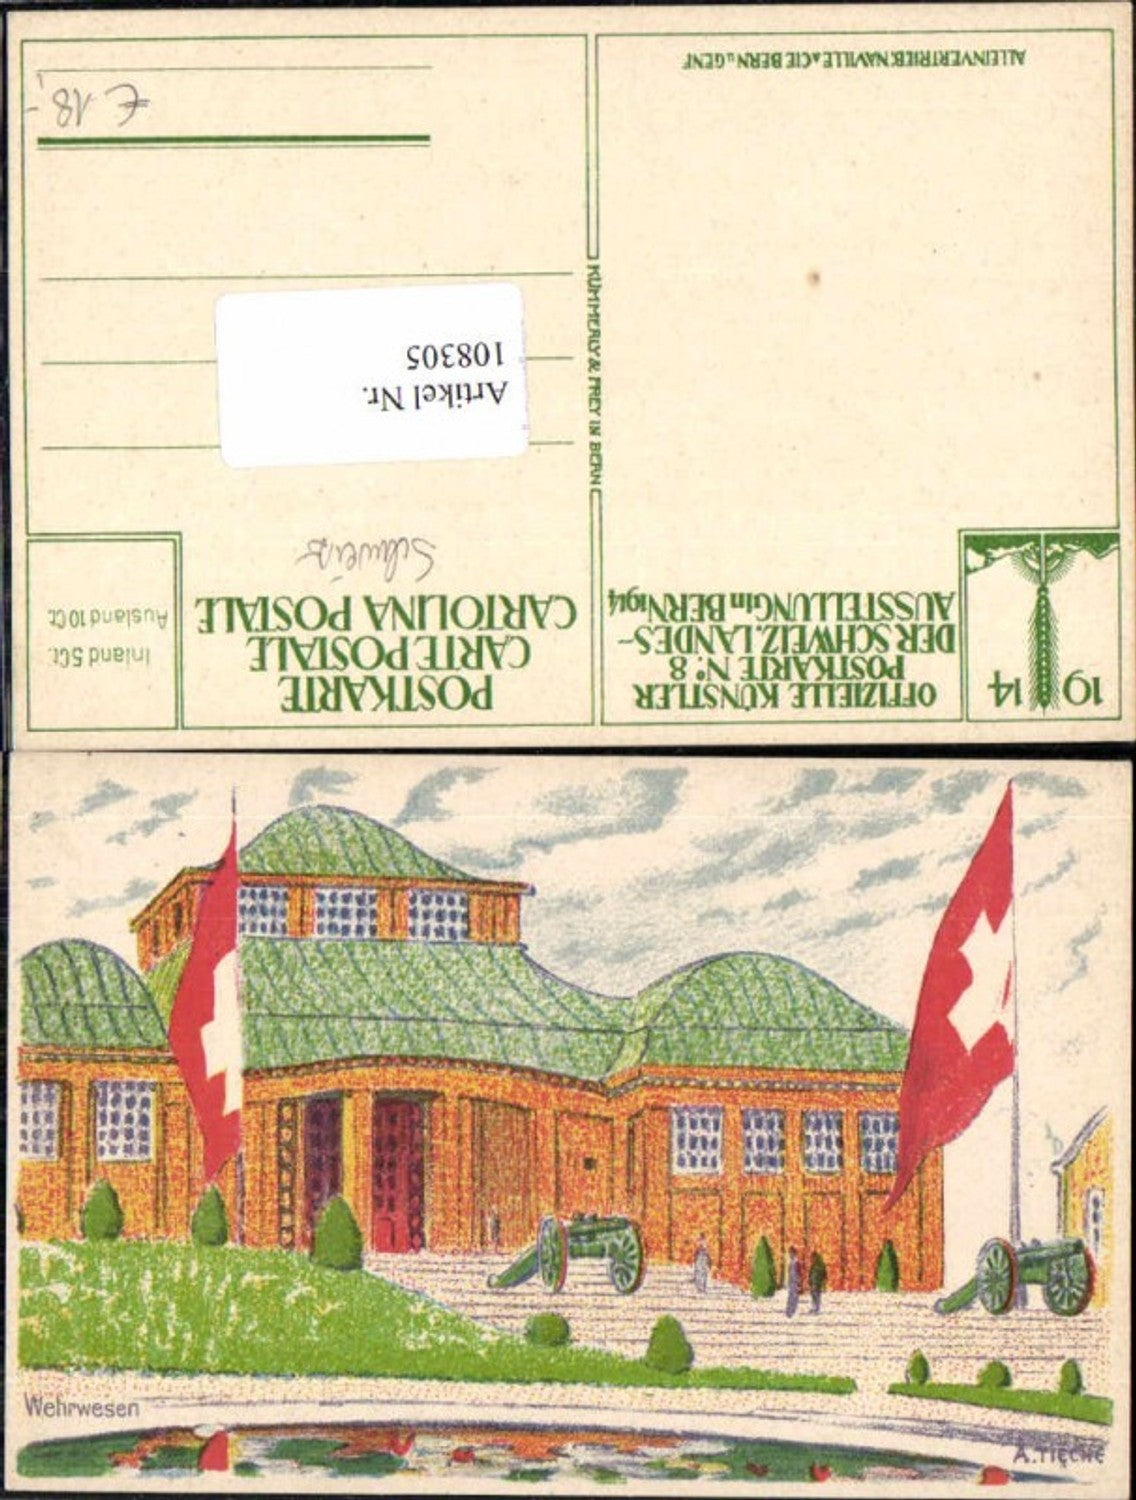 OFFIZIELLE KÜNSTLER
POSTKARTE No. 8
DER SCHWEIZ. LANDES-
AUSSTELLUNG in BERN 1914
1914
POSTKARTE
CARTE POSTALE
CARTOLINA POSTALE
Inland 5 Ct.
Ausland 10 Ct.
Schweiz
KÜMMERLY & FREY IN BERN
Artikel Nr.
108305
€ 18,-
ALLEINVERTRIEB: NAVILLE & CIE BERN u. GENF
Wehrwesen
A. TIECHE